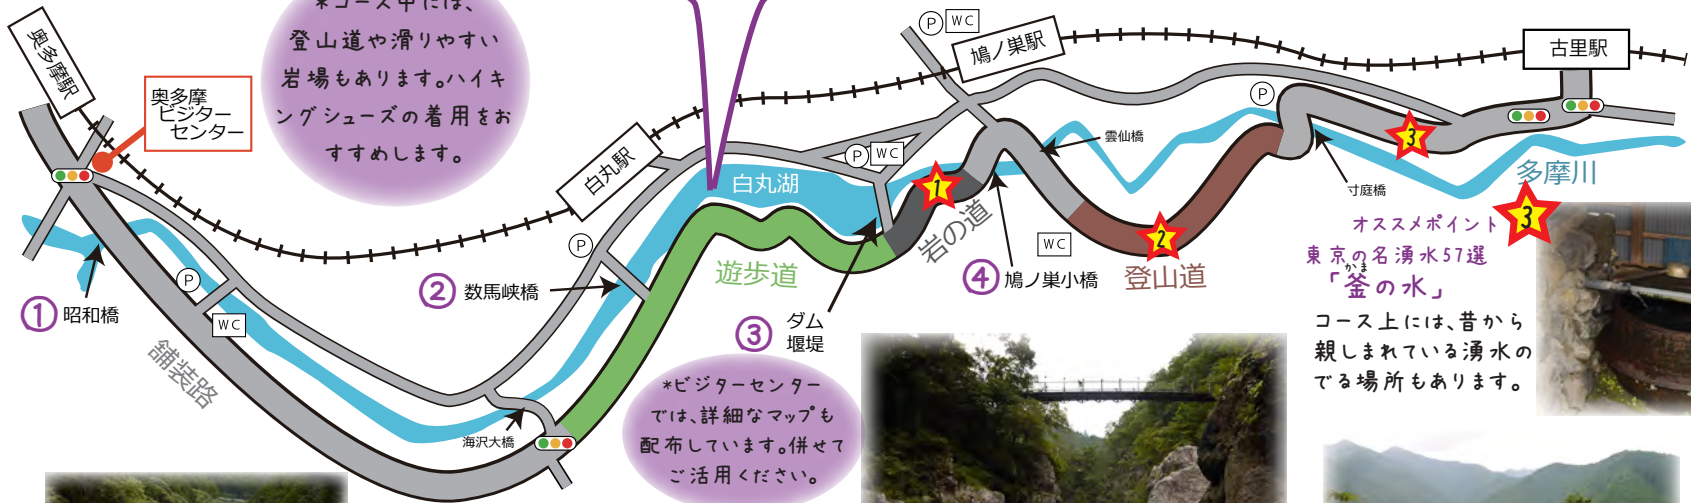 *コース中には、
登山道や滑りやすい
岩場もあります。ハイキ
ングシューズの着用をお
すすめします。
奥多摩駅
奥多摩
ビジター
センター
白丸駅
鳩ノ巣駅
古里駅
P
WC
P
P
WC
P
白丸湖
1
雲仙橋
3
寸庭橋
多摩川
① 昭和橋
P
WC
舗装路
② 数馬峡橋
遊歩道
岩の道
④ 鳩ノ巣小橋
WC
2
登山道
③ ダム
堰堤
海沢大橋
*ビジターセンター
では、詳細なマップも
配布しています。併せて
ご活用ください。
オススメポイント
3
東京の名湧水57選
かま
「釜の水」
コース上には、昔から
親しまれている湧水の
でる場所もあります。